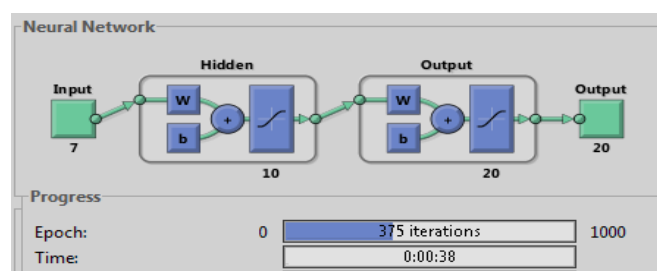 Neural Network
Hidden Output
Input Output
W b + W b +
7 10 20 20
Progress
Epoch: 0 375 iterations 1000
Time: 0:00:38